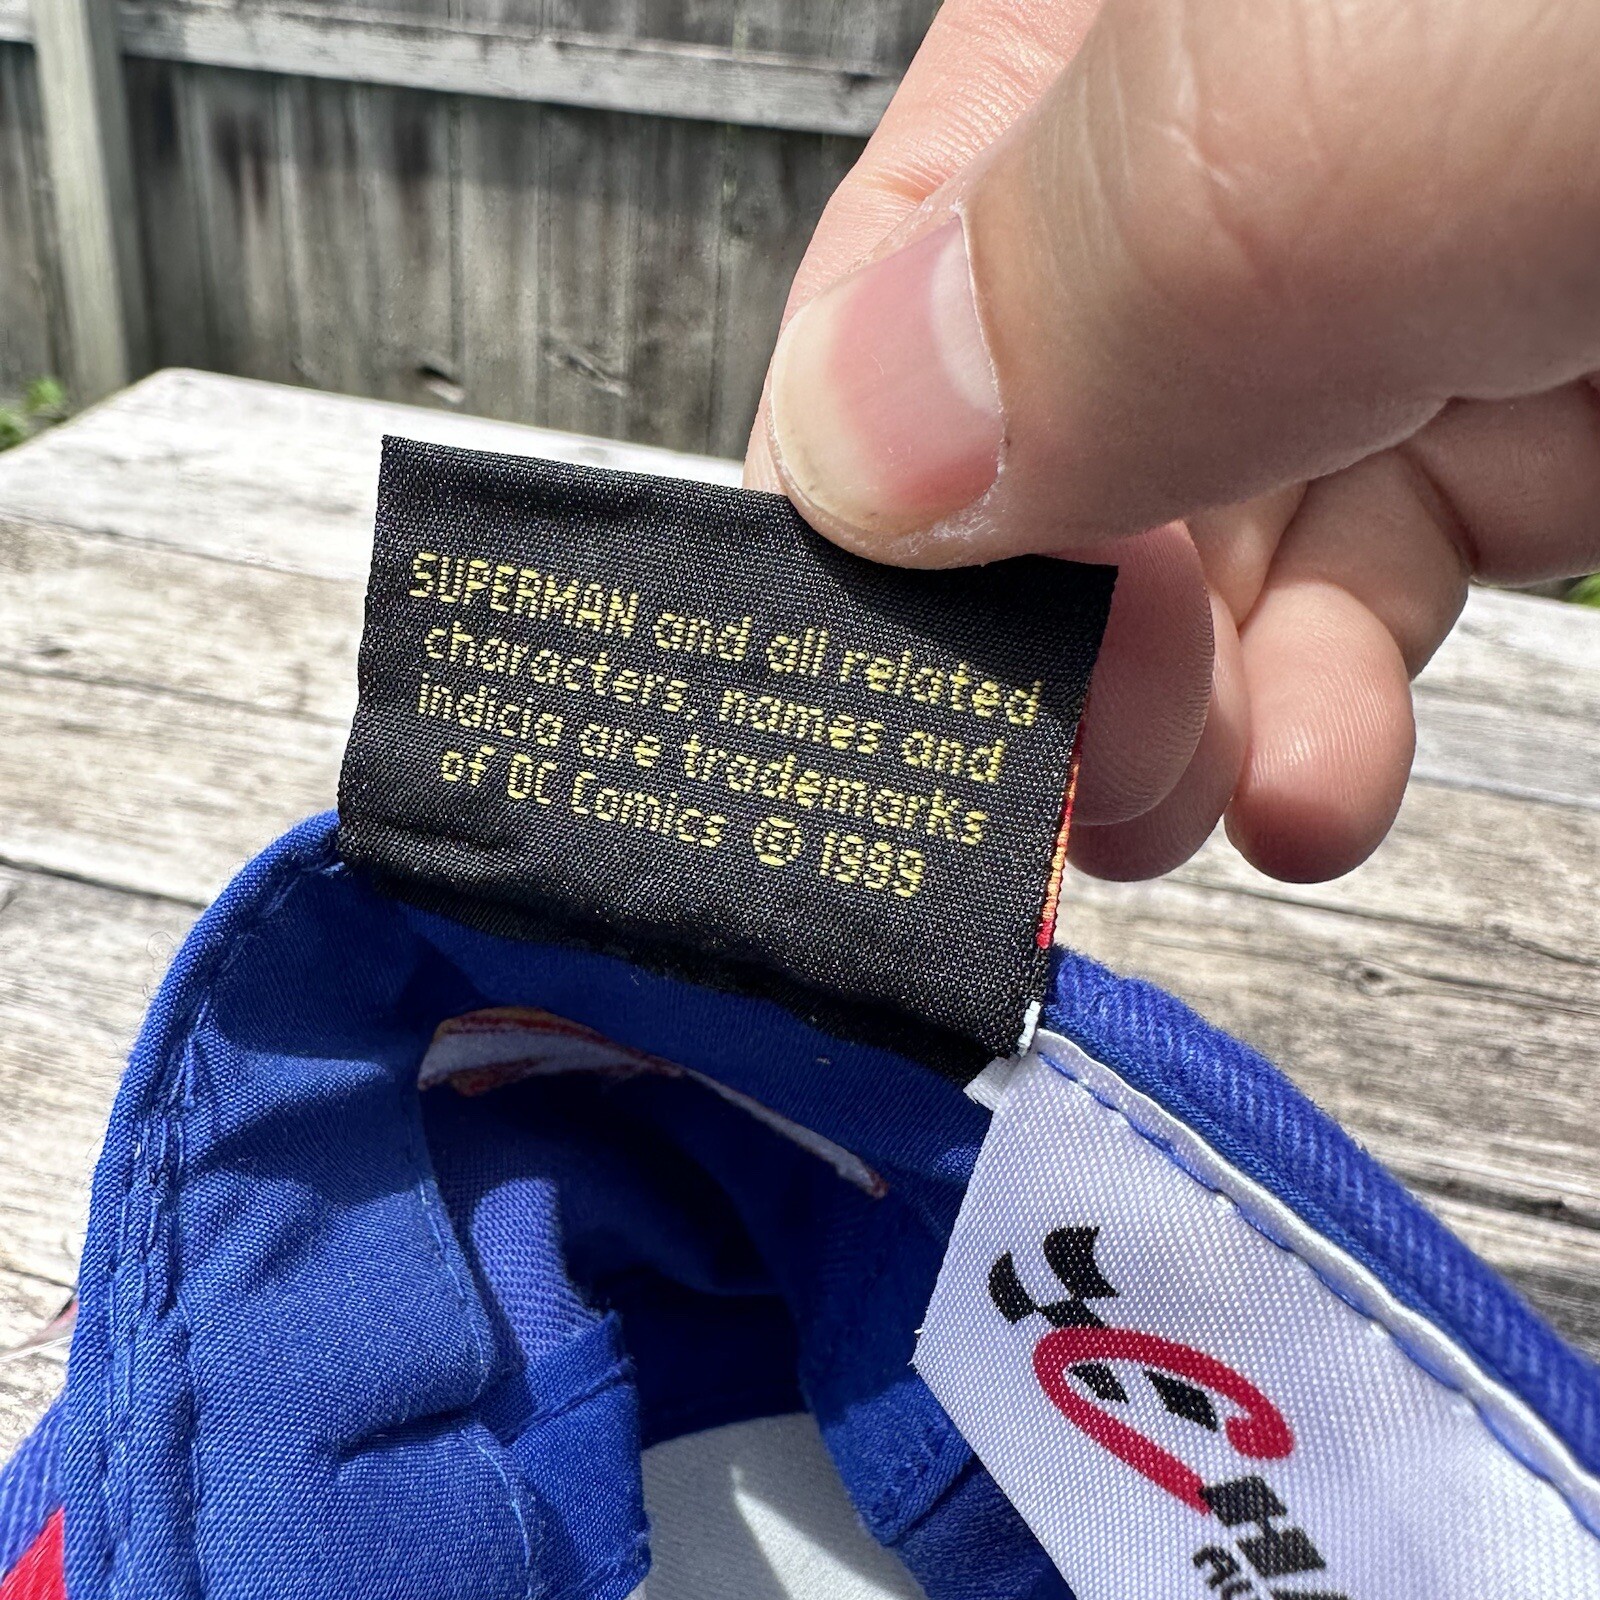 SUPERMAN and all related
characters, names and
indicia are trademarks
of DC Comics © 1999